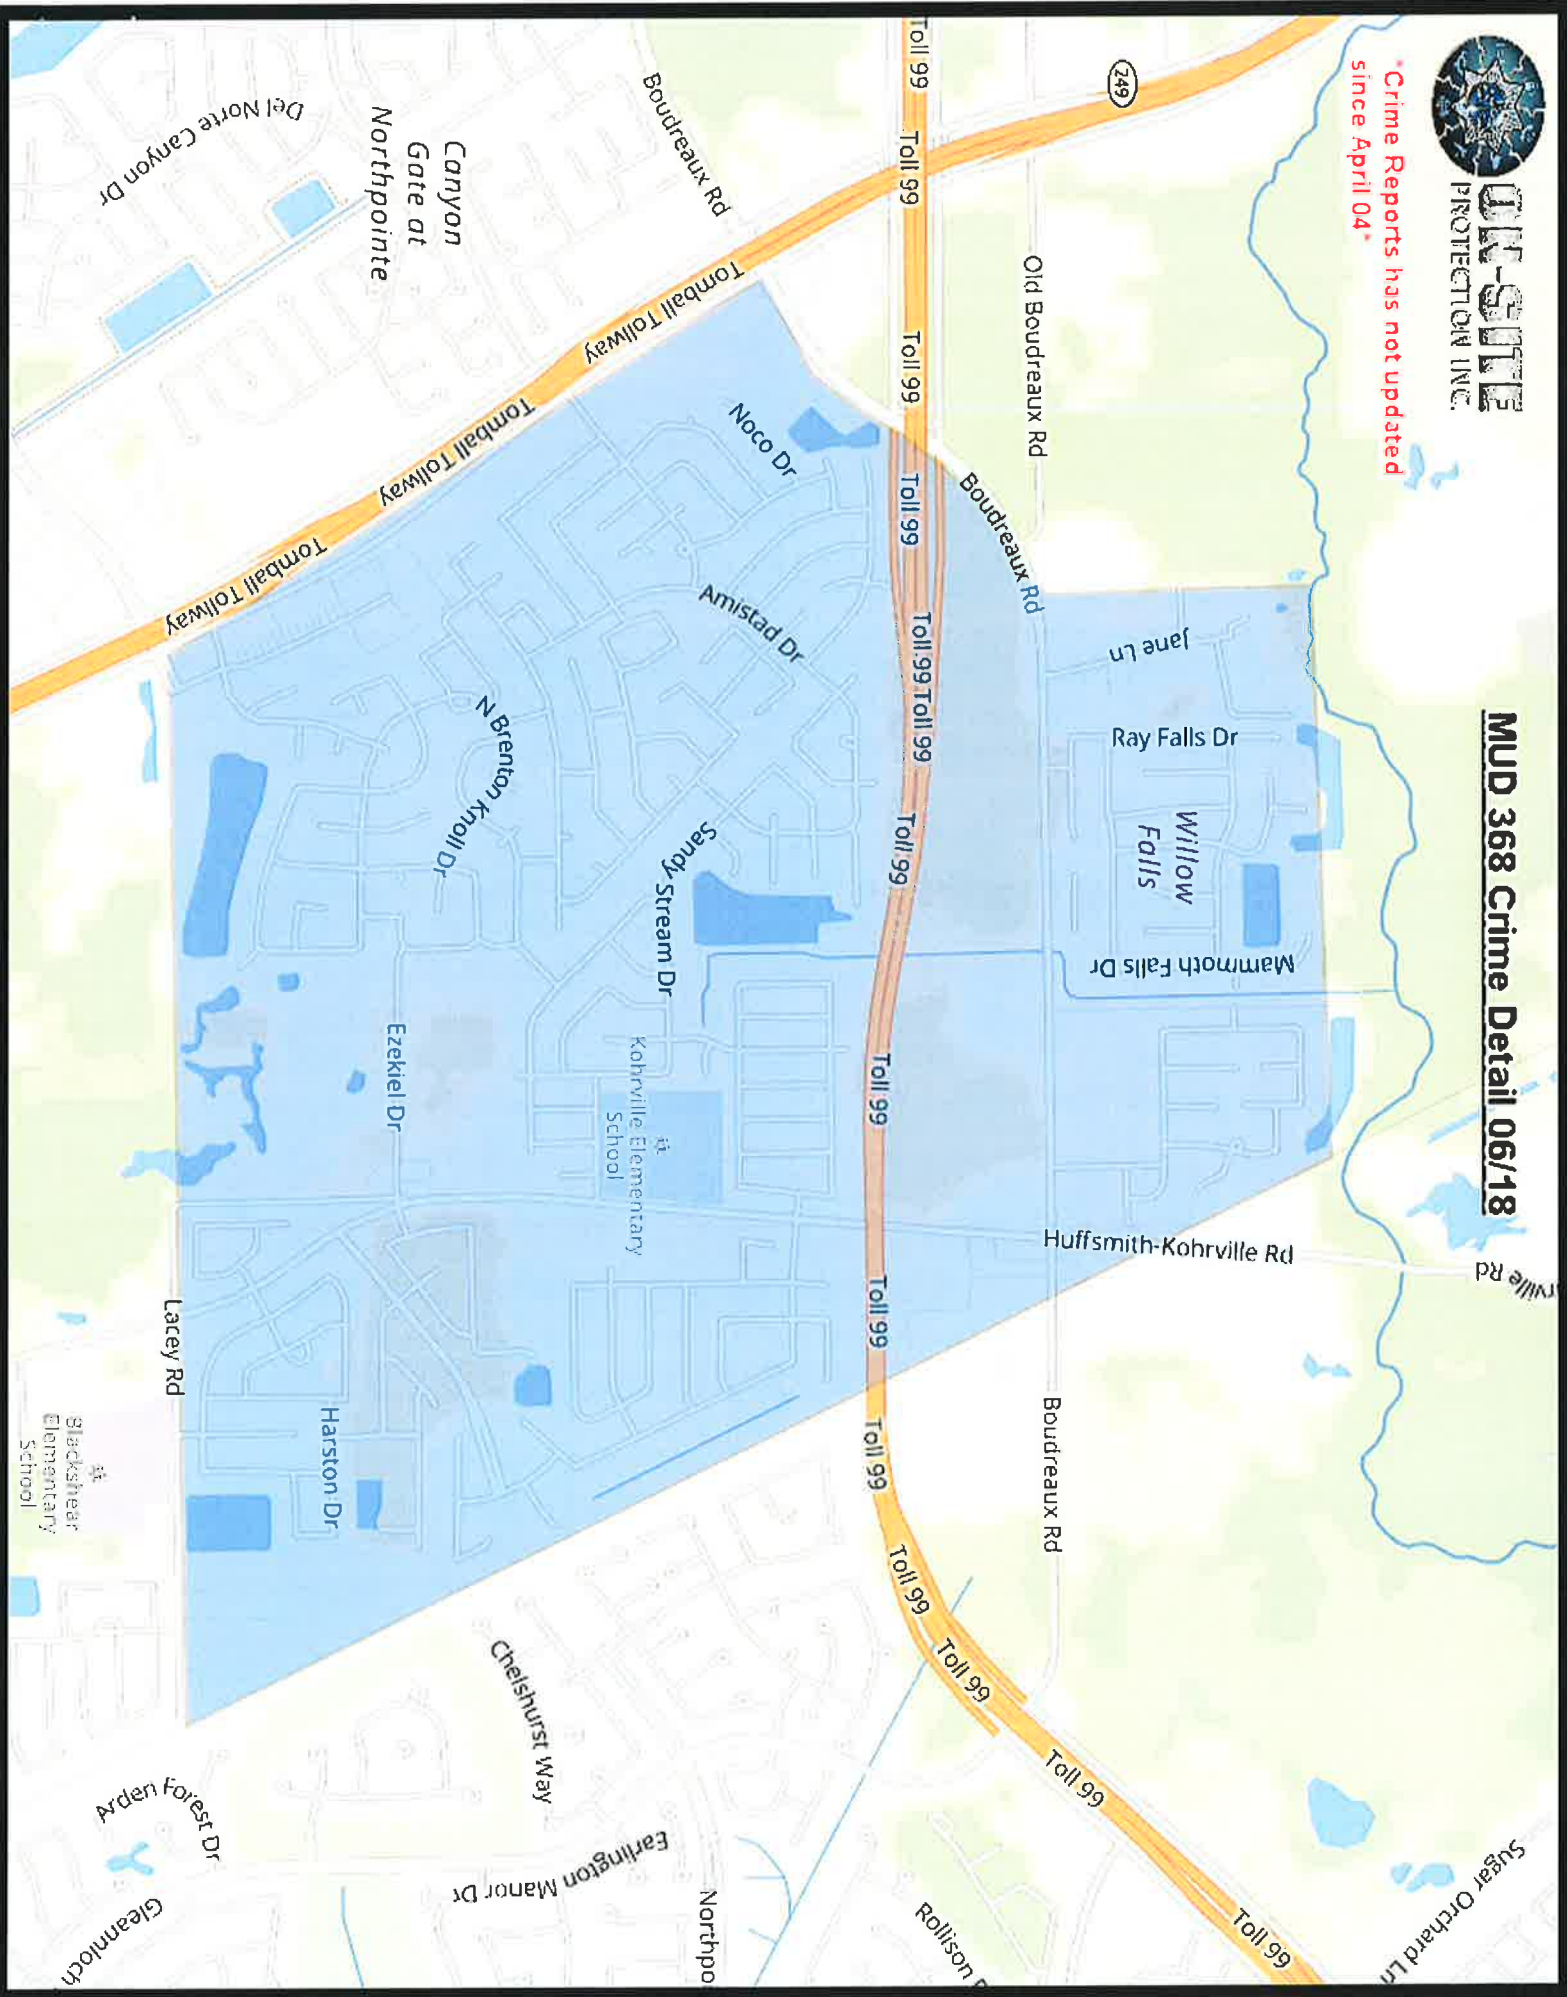 ON-SITE
PROTECTION INC.
*Crime Reports has not updated
since April 04*
MUD 368 Crime Detail 06/18
249
Toll 99
Toll 99
Toll 99
Toll 99
Toll 99
Toll 99
Toll 99
Toll 99
Toll 99
Toll 99
Toll 99
Toll 99
Toll 99
Toll 99
Old Boudreaux Rd
Boudreaux Rd
Boudreaux Rd
Boudreaux Rd
Jane Ln
Ray Falls Dr
Willow
Falls
Mammoth Falls Dr
Huffsmith-Kohrville Rd
rville Rd
Sugar Orchard Ln
Canyon
Gate at
Northpointe
Del Norte Canyon Dr
Tomball Tollway
Tomball Tollway
Tomball Tollway
Noco Dr
Amistad Dr
N Brenton Knoll Dr
Sandy Stream Dr
Kohrville Elementary
School
Ezekiel Dr
Harston Dr
Lacey Rd
Blackshear
Elementary
School
Chelshurst Way
Earlington Manor Dr
Arden Forest Dr
Gleannloch
Northpo
Rollison